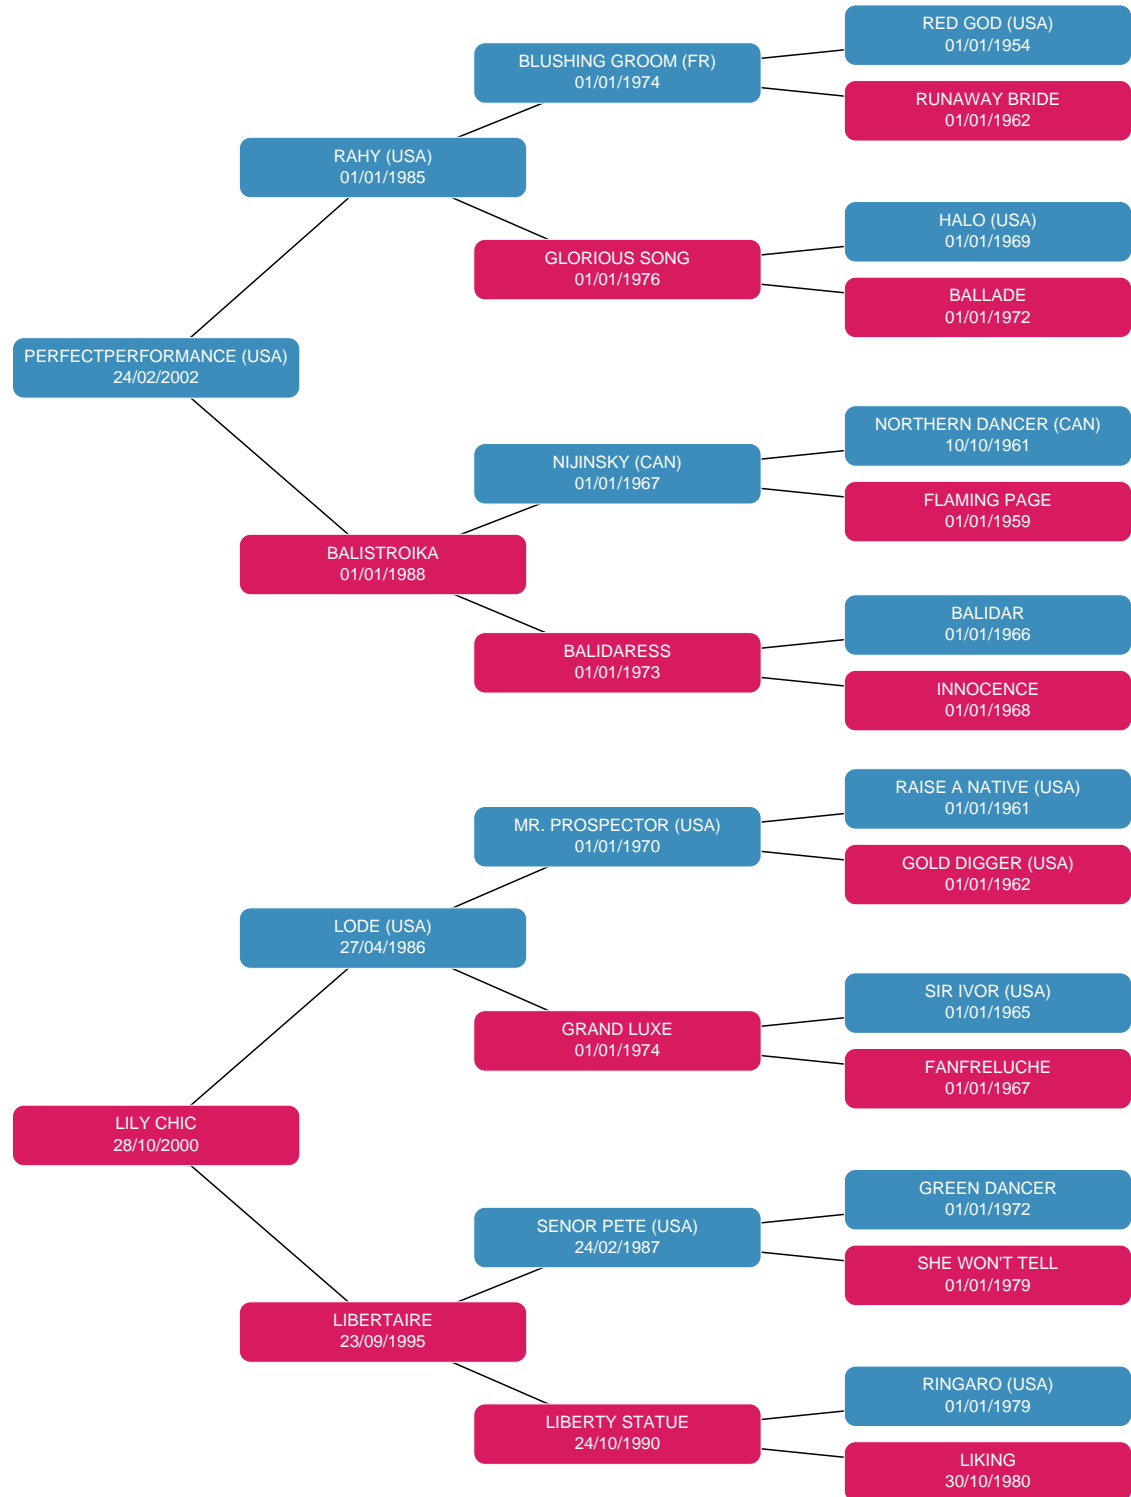 RED GOD (USA)
01/01/1954
BLUSHING GROOM (FR)
01/01/1974
RUNAWAY BRIDE
01/01/1962
RAHY (USA)
01/01/1985
HALO (USA)
01/01/1969
GLORIOUS SONG
01/01/1976
BALLADE
01/01/1972
PERFECTPERFORMANCE (USA)
24/02/2002
NORTHERN DANCER (CAN)
10/10/1961
NIJINSKY (CAN)
01/01/1967
FLAMING PAGE
01/01/1959
BALISTROIKA
01/01/1988
BALIDAR
01/01/1966
BALIDARESS
01/01/1973
INNOCENCE
01/01/1968
RAISE A NATIVE (USA)
01/01/1961
MR. PROSPECTOR (USA)
01/01/1970
GOLD DIGGER (USA)
01/01/1962
LODE (USA)
27/04/1986
SIR IVOR (USA)
01/01/1965
GRAND LUXE
01/01/1974
FANFRELUCHE
01/01/1967
LILY CHIC
28/10/2000
GREEN DANCER
01/01/1972
SENOR PETE (USA)
24/02/1987
SHE WON'T TELL
01/01/1979
LIBERTAIRE
23/09/1995
RINGARO (USA)
01/01/1979
LIBERTY STATUE
24/10/1990
LIKING
30/10/1980